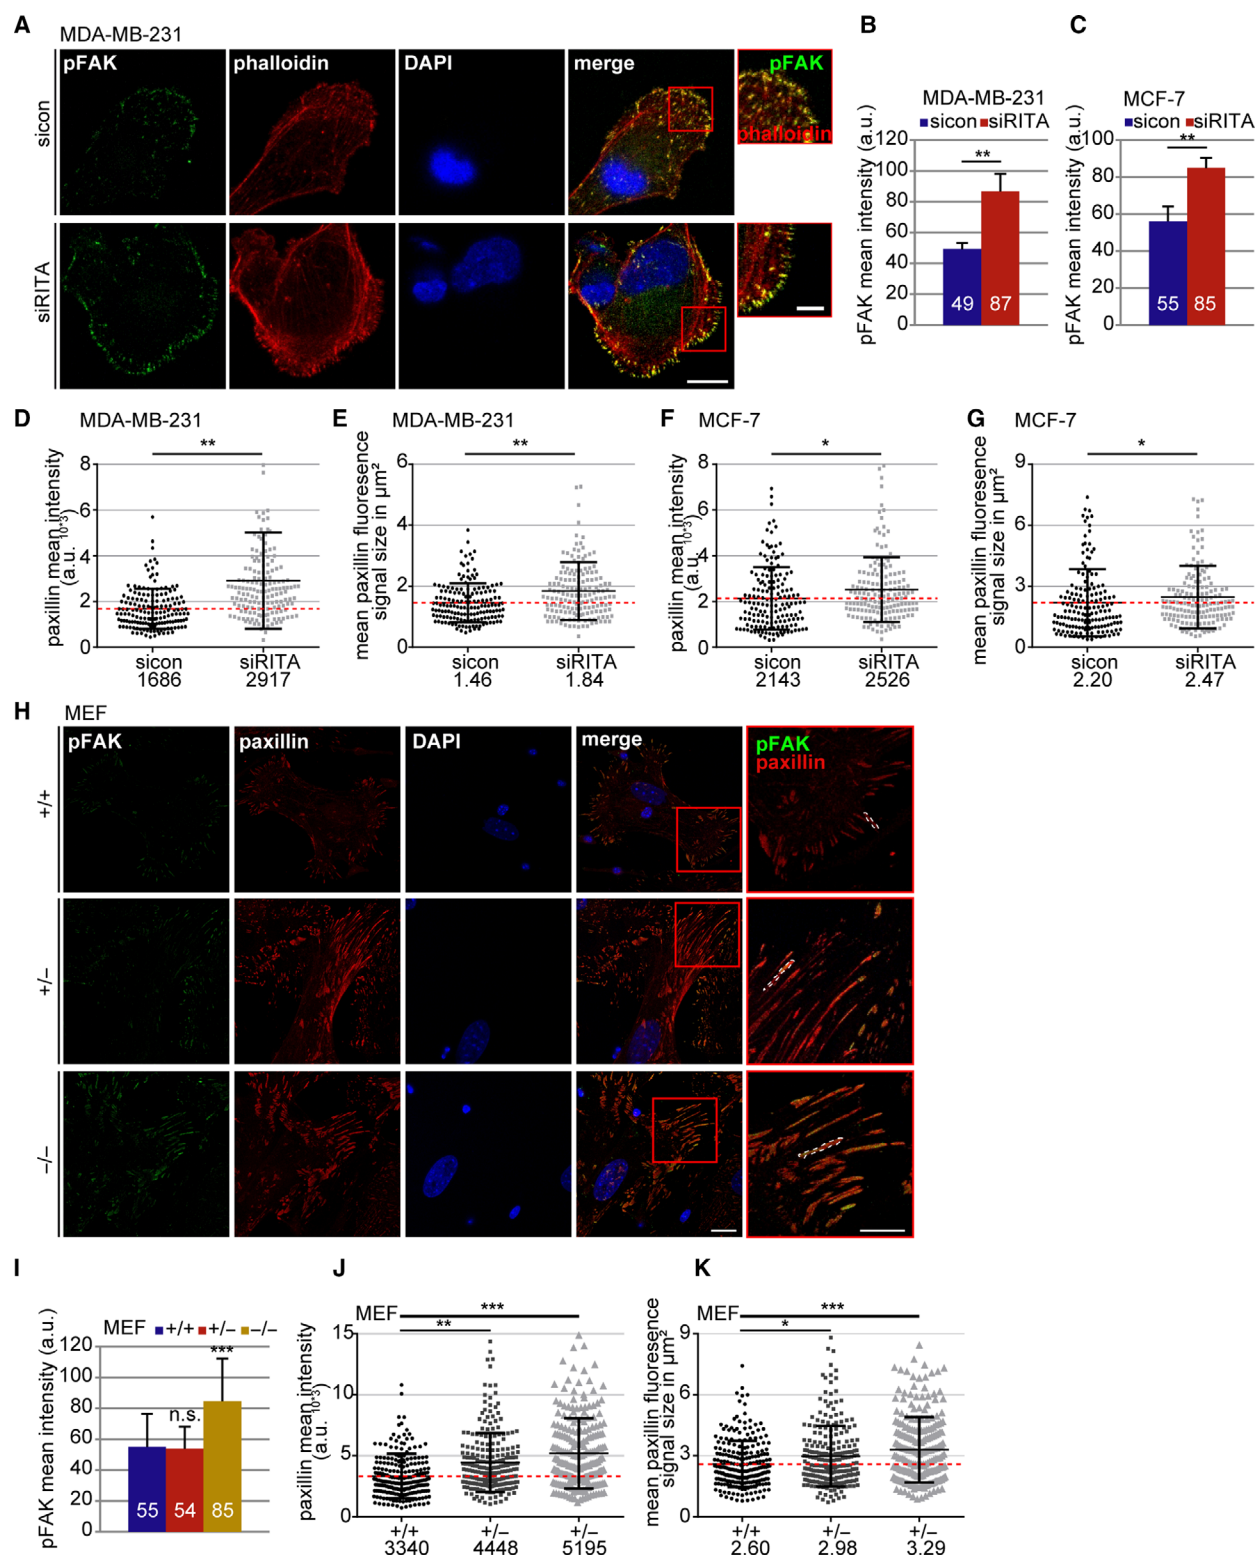 A
MDA-MB-231
pFAK phalloidin DAPI merge pFAK
phalloidin
sicon
siRITA
B
MDA-MB-231
sicon siRITA
pFAK mean intensity (a.u.)
120
100
80
60
40
20
0
**
49 87
C
MCF-7
sicon siRITA
pFAK mean intensity (a.u.)
100
80
60
40
20
0
**
55 85
D
MDA-MB-231
**
paxillin mean intensity
(a.u. 10*3)
8
6
4
2
0
sicon siRITA
1686 2917
E
MDA-MB-231
**
mean paxillin fluoresence
signal size in µm²
6
4
2
0
sicon siRITA
1.46 1.84
F
MCF-7
*
paxillin mean intensity
(a.u. 10*3)
8
6
4
2
0
sicon siRITA
2143 2526
G
MCF-7
*
mean paxillin fluoresence
signal size in µm²
9
6
3
0
sicon siRITA
2.20 2.47
H
MEF
pFAK paxillin DAPI merge pFAK
paxillin
+/+
+/–
–/–
I
MEF +/+ +/– –/–
pFAK mean intensity (a.u.)
120
100
80
60
40
20
0
n.s.
***
55 54 85
J
MEF
***
**
paxillin mean intensity
(a.u. 10*3)
15
10
5
0
+/+ +/– +/–
3340 4448 5195
K
MEF
***
*
mean paxillin fluoresence
signal size in µm²
9
6
3
0
+/+ +/– +/–
2.60 2.98 3.29